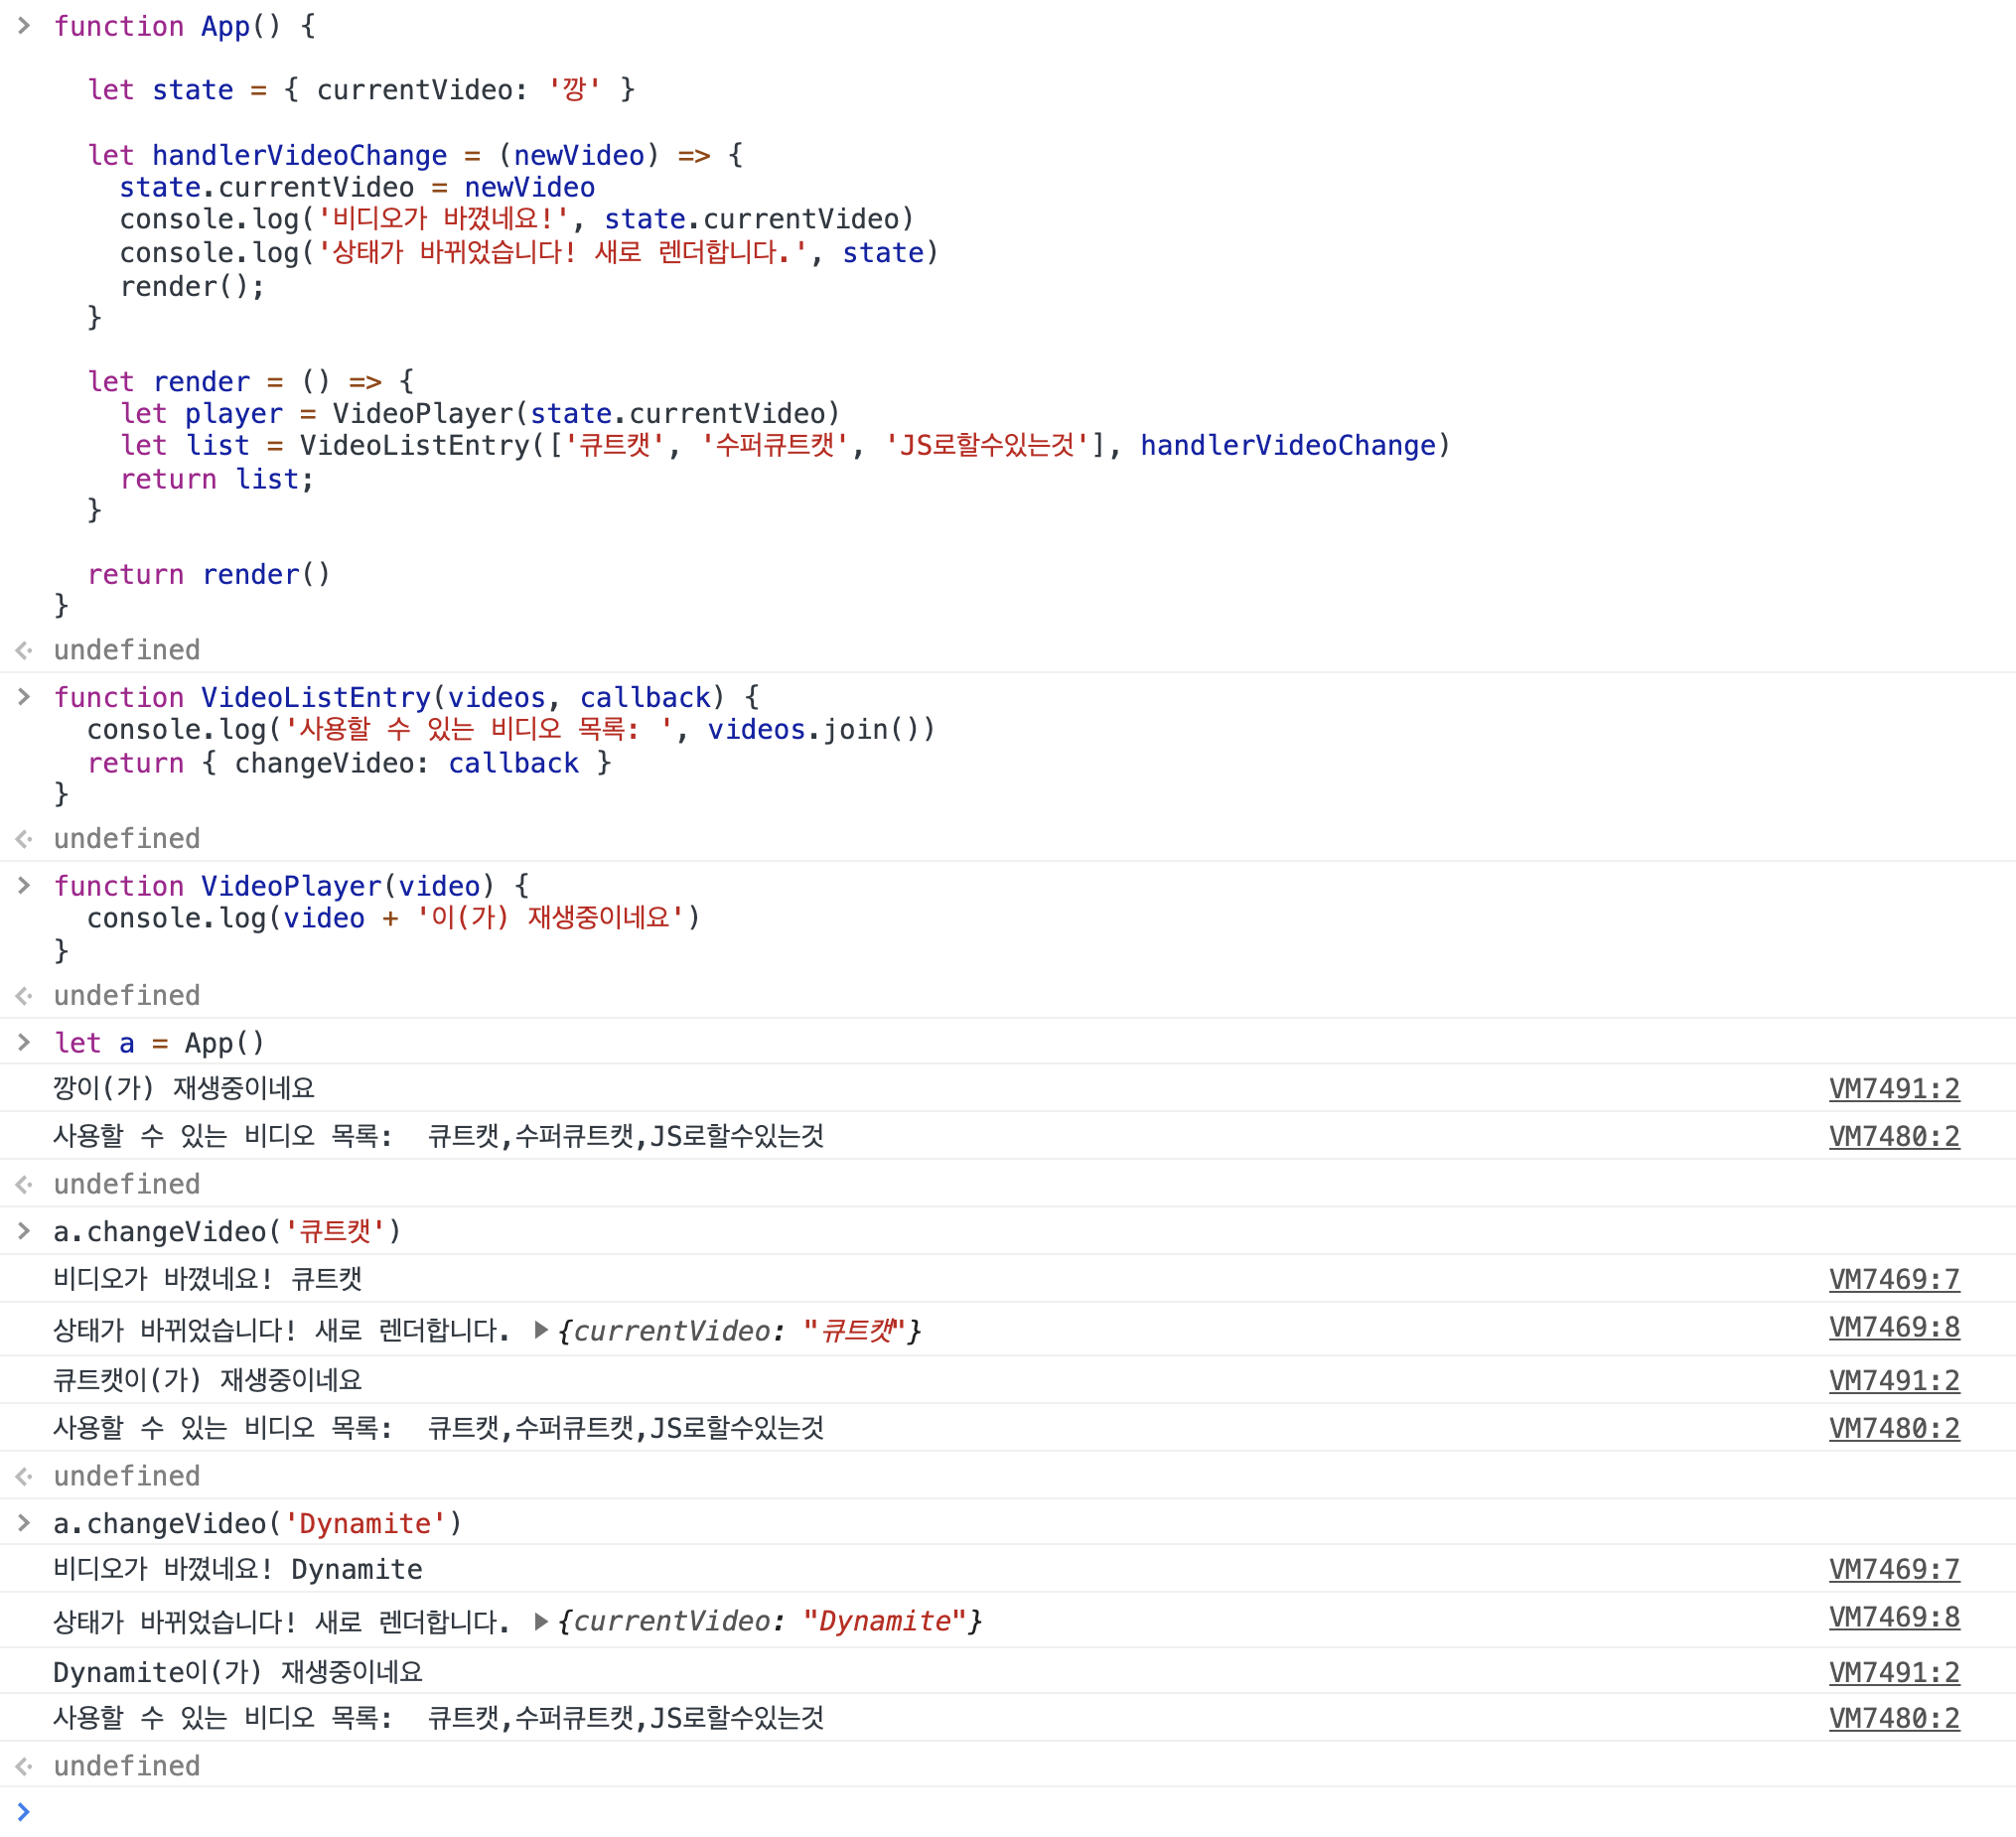 function App() {
let state = { currentVideo: '깡' }
let handlerVideoChange = (newVideo) => {
state.currentVideo = newVideo
console.log('비디오가 바꼈네요!', state.currentVideo)
console.log('상태가 바뀌었습니다! 새로 렌더합니다.', state)
render();
}
let render = () => {
let player = VideoPlayer(state.currentVideo)
let list = VideoListEntry(['큐트캣', '수퍼큐트캣', 'JS로할수있는것'], handlerVideoChange)
return list;
}
return render()
}
undefined
function VideoListEntry(videos, callback) {
console.log('사용할 수 있는 비디오 목록: ', videos.join())
return { changeVideo: callback }
}
undefined
function VideoPlayer(video) {
console.log(video + '이(가) 재생중이네요')
}
undefined
let a = App()
깡이(가) 재생중이네요 VM7491:2
사용할 수 있는 비디오 목록:  큐트캣,수퍼큐트캣,JS로할수있는것 VM7480:2
undefined
a.changeVideo('큐트캣')
비디오가 바꼈네요! 큐트캣 VM7469:7
상태가 바뀌었습니다! 새로 렌더합니다. ▶{currentVideo: "큐트캣"} VM7469:8
큐트캣이(가) 재생중이네요 VM7491:2
사용할 수 있는 비디오 목록:  큐트캣,수퍼큐트캣,JS로할수있는것 VM7480:2
undefined
a.changeVideo('Dynamite')
비디오가 바꼈네요! Dynamite VM7469:7
상태가 바뀌었습니다! 새로 렌더합니다. ▶{currentVideo: "Dynamite"} VM7469:8
Dynamite이(가) 재생중이네요 VM7491:2
사용할 수 있는 비디오 목록:  큐트캣,수퍼큐트캣,JS로할수있는것 VM7480:2
undefined